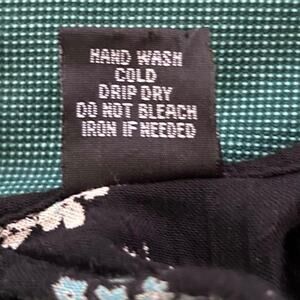 HAND WASH
COLD
DRIP DRY
DO NOT BLEACH
IRON IF NEEDED